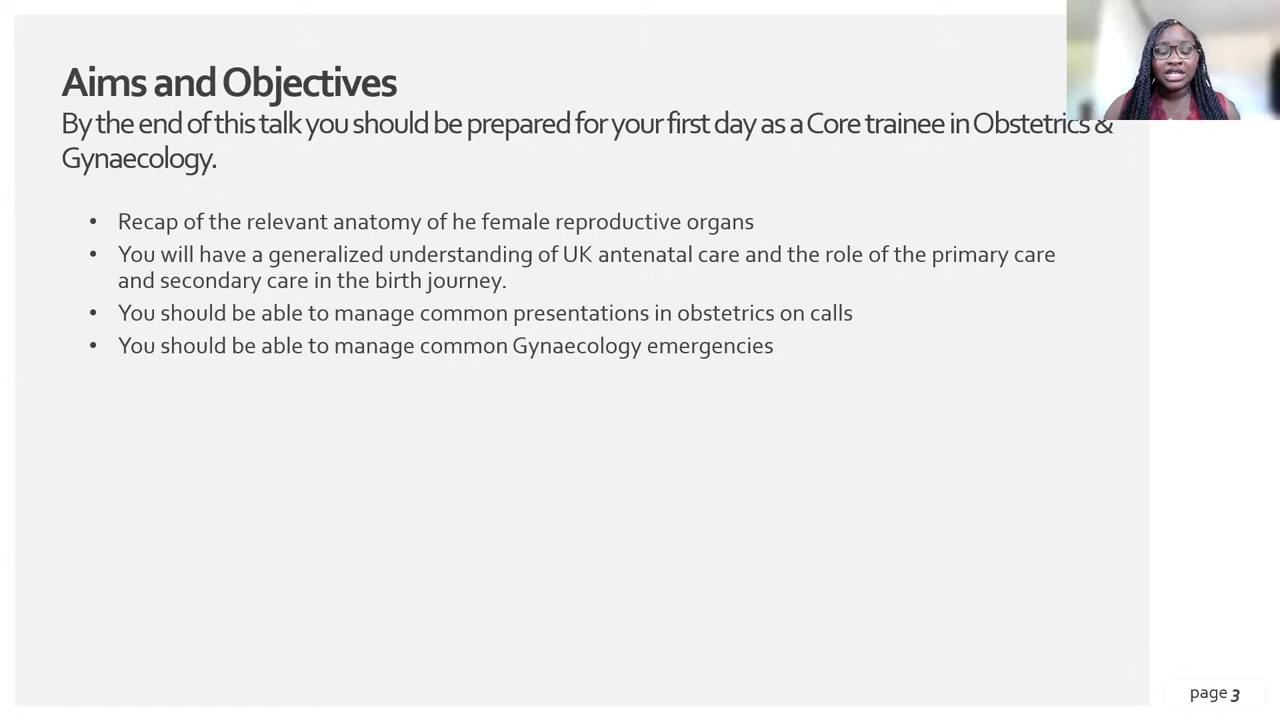 Aims and Objectives
By the end of this talk you should be prepared for your first day as a Core trainee in Obstetrics &
Gynaecology.
• Recap of the relevant anatomy of he female reproductive organs
• You will have a generalized understanding of UK antenatal care and the role of the primary care
and secondary care in the birth journey.
• You should be able to manage common presentations in obstetrics on calls
• You should be able to manage common Gynaecology emergencies
page 3